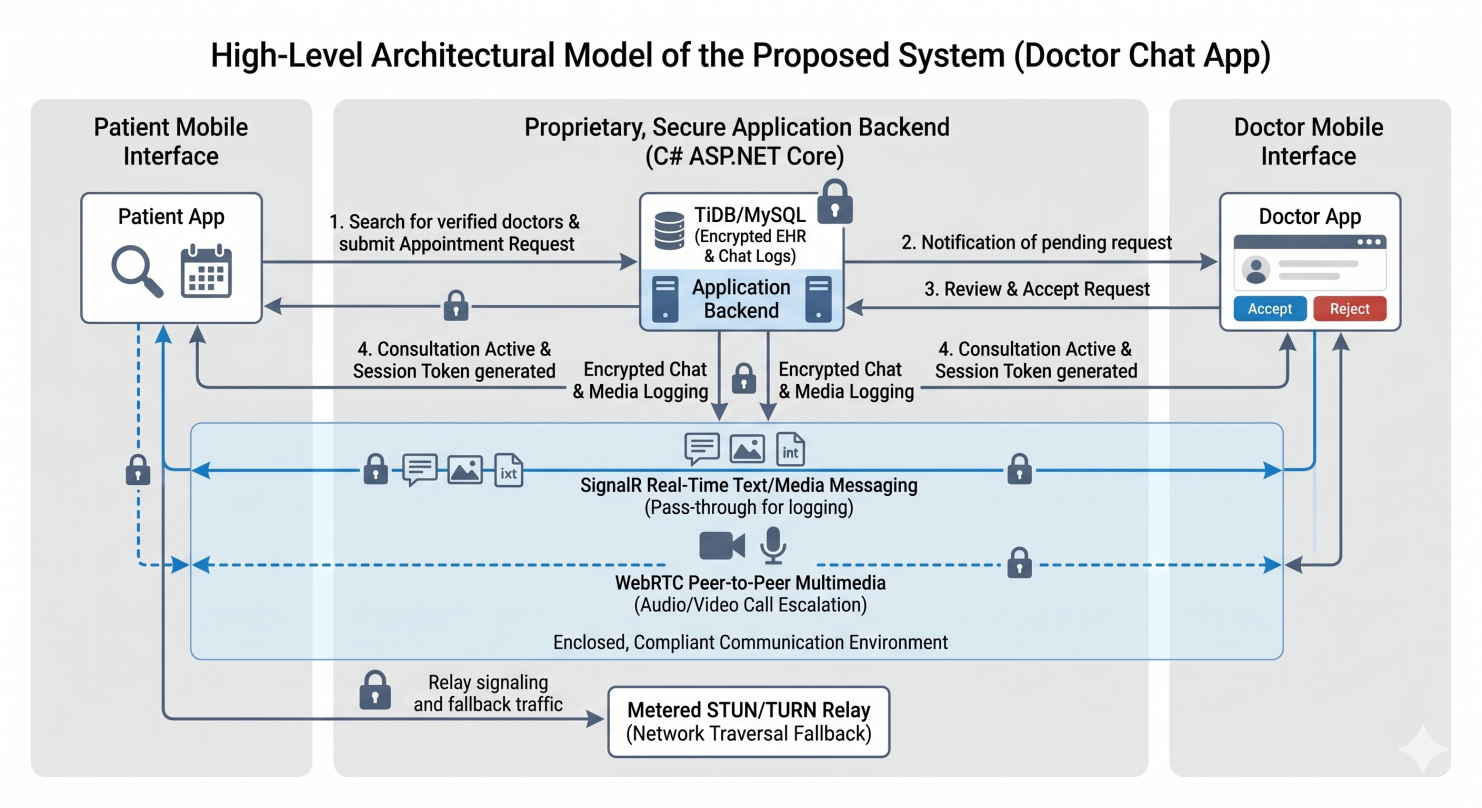 High-Level Architectural Model of the Proposed System (Doctor Chat App)
Patient Mobile
Interface
Proprietary, Secure Application Backend
(C# ASP.NET Core)
Doctor Mobile
Interface
Patient App
1. Search for verified doctors &
submit Appointment Request
TiDB/MySQL
(Encrypted EHR
& Chat Logs)
Application
Backend
2. Notification of pending request
3. Review & Accept Request
Doctor App
Accept
Reject
4. Consultation Active &
Session Token generated
Encrypted Chat
& Media Logging
Encrypted Chat
& Media Logging
4. Consultation Active &
Session Token generated
int
ixt
SignalR Real-Time Text/Media Messaging
(Pass-through for logging)
WebRTC Peer-to-Peer Multimedia
(Audio/Video Call Escalation)
Enclosed, Compliant Communication Environment
Relay signaling
and fallback traffic
Metered STUN/TURN Relay
(Network Traversal Fallback)